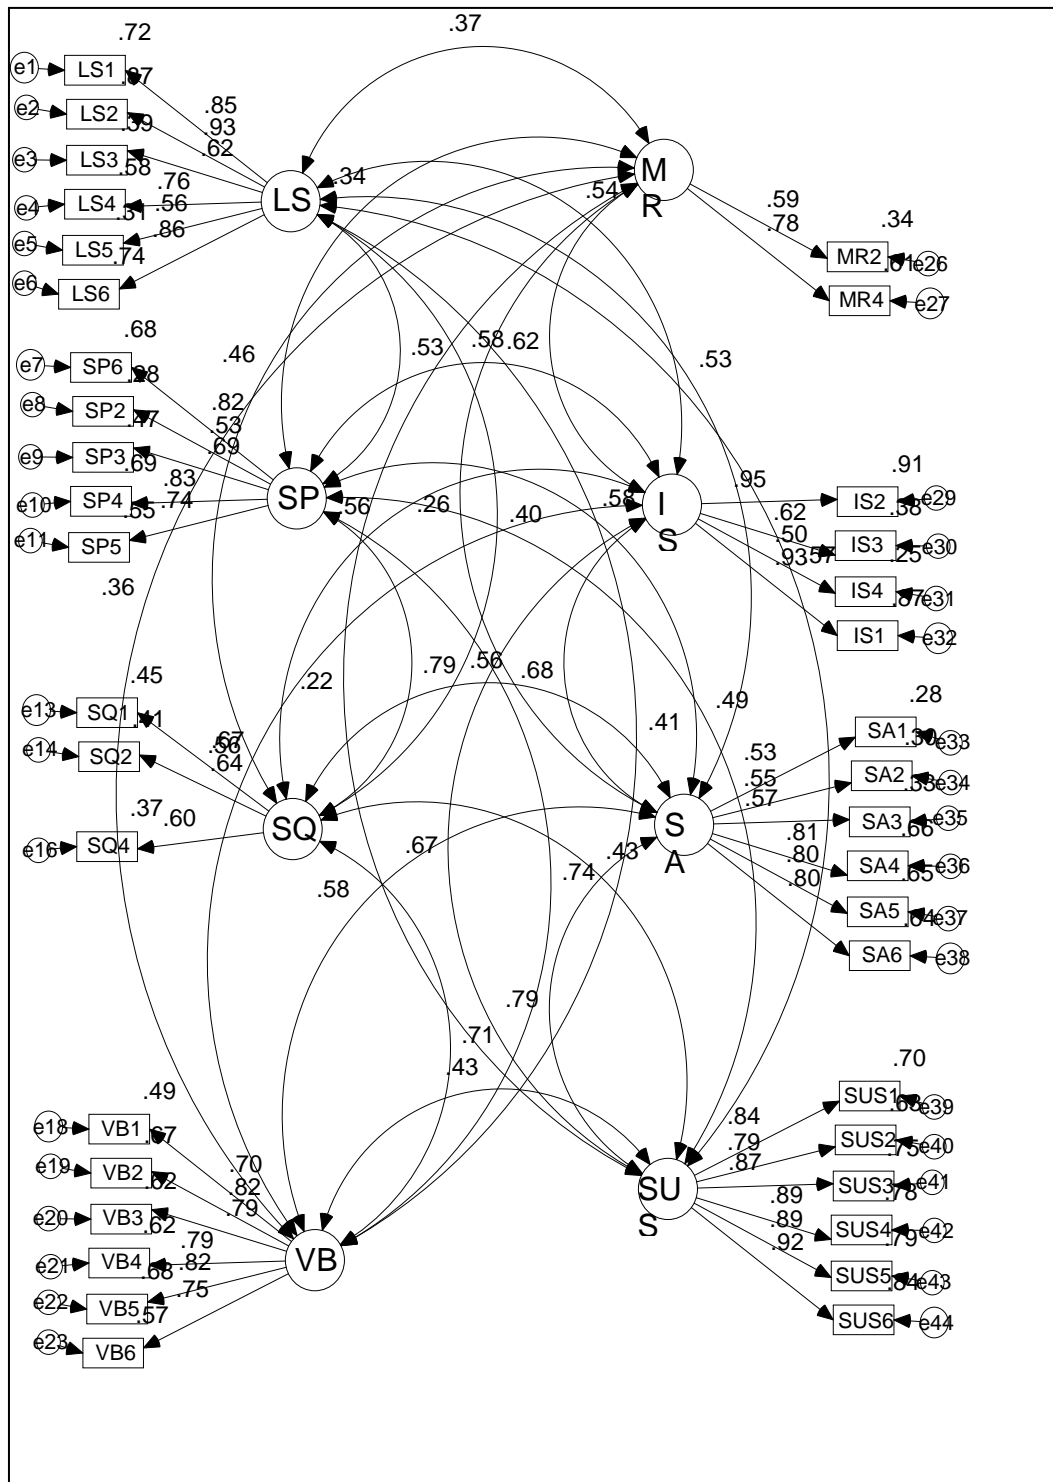 .72
.37
e1 LS1
.87
e2 LS2
.85
.59
.93
e3 LS3
.62
.58
e4 LS4
.76
.34
.54
LS
M
R
.56
.31
.59
.34
e5 LS5
.86
.78
.74
MR2
.61
e26
e6 LS6
MR4
e27
.68
.46
.53
.58
.62
.53
e7 SP6
.28
e8 SP2
.82
.47
.53
e9 SP3
.69
.69
.83
.91
.95
e10 SP4
.74
SP
.56
.26
.40
.58
I
S
IS2
e29
.38
.55
.62
e11 SP5
.50
IS3
e30
.93
.57
.25
.36
IS4
e31
.87
IS1
e32
.45
.22
.79
.56
.68
.49
.28
e13 SQ1
.41
.41
SA1
e33
.30
e14 SQ2
.67
.56
.64
.53
.55
SA2
e34
.33
.57
.37
.60
SQ
S
A
SA3
e35
.66
e16 SQ4
.67
.43
.74
.81
.80
SA4
e36
.65
.58
.80
SA5
e37
.64
SA6
e38
.79
.71
.43
.70
.49
SUS1
e39
.63
e18 VB1
.67
.84
.79
SUS2
e40
.75
e19 VB2
.62
.70
.82
.87
SUS3
e41
.78
e20 VB3
.62
.79
SU
S
.89
.89
SUS4
e42
.79
e21 VB4
.68
.79
.82
VB
.92
SUS5
e43
.84
e22 VB5
.57
.75
SUS6
e44
e23 VB6